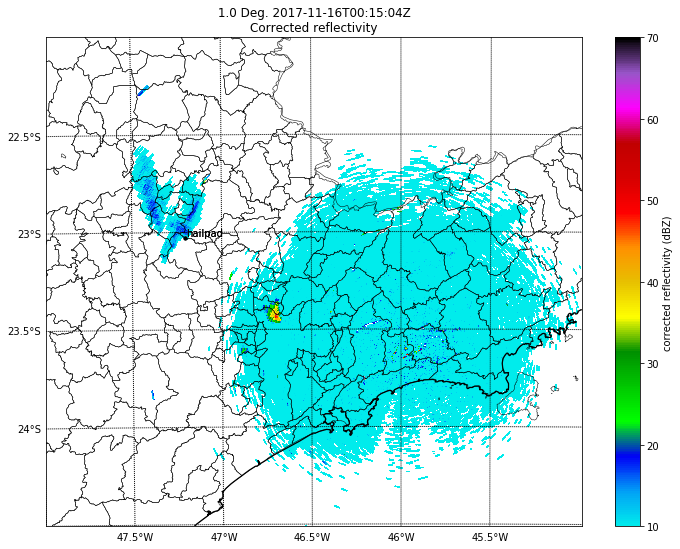 1.0 Deg. 2017-11-16T00:15:04Z
Corrected reflectivity
22.5°S
23°S
23.5°S
24°S
hailpad
47.5°W
47°W
46.5°W
46°W
45.5°W
70
60
50
40
30
20
10
corrected reflectivity (dBZ)